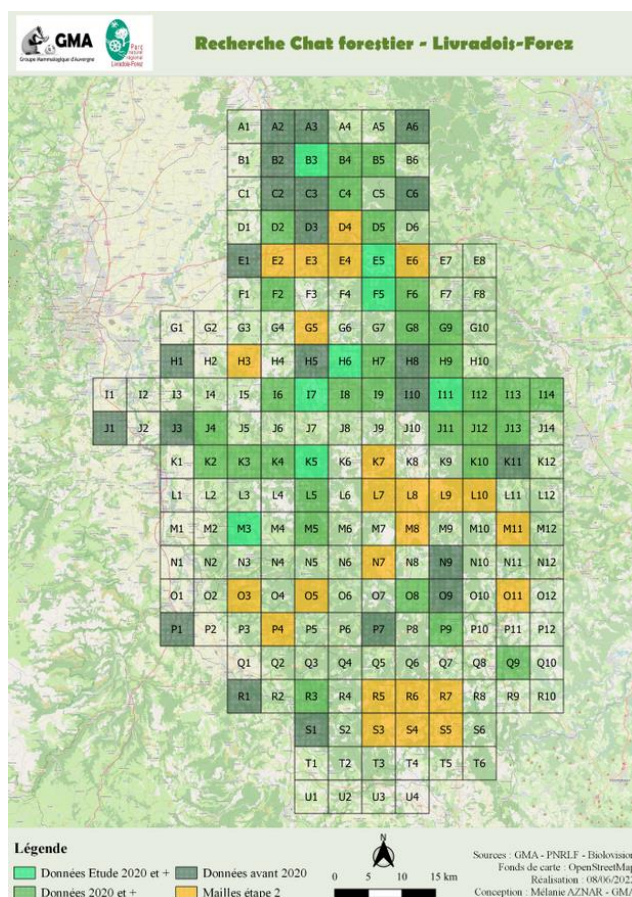 GMA
Groupe Mammalogique d'Auvergne
Parc
naturel
régional
Livradois-Forez
Recherche Chat forestier - Livradois-Forez
A1 A2 A3 A4 A5 A6
B1 B2 B3 B4 B5 B6
C1 C2 C3 C4 C5 C6
D1 D2 D3 D4 D5 D6
E1 E2 E3 E4 E5 E6 E7 E8
F1 F2 F3 F4 F5 F6 F7 F8
G1 G2 G3 G4 G5 G6 G7 G8 G9 G10
H1 H2 H3 H4 H5 H6 H7 H8 H9 H10
I1 I2 I3 I4 I5 I6 I7 I8 I9 I10 I11 I12 I13 I14
J1 J2 J3 J4 J5 J6 J7 J8 J9 J10 J11 J12 J13 J14
K1 K2 K3 K4 K5 K6 K7 K8 K9 K10 K11 K12
L1 L2 L3 L4 L5 L6 L7 L8 L9 L10 L11 L12
M1 M2 M3 M4 M5 M6 M7 M8 M9 M10 M11 M12
N1 N2 N3 N4 N5 N6 N7 N8 N9 N10 N11 N12
O1 O2 O3 O4 O5 O6 O7 O8 O9 O10 O11 O12
P1 P2 P3 P4 P5 P6 P7 P8 P9 P10 P11 P12
Q1 Q2 Q3 Q4 Q5 Q6 Q7 Q8 Q9 Q10
R1 R2 R3 R4 R5 R6 R7 R8 R9 R10
S1 S2 S3 S4 S5 S6
T1 T2 T3 T4 T5 T6
U1 U2 U3 U4
Légende
Données Etude 2020 et +
Données avant 2020
Données 2020 et +
Mailles étape 2
N
0 5 10 15 km
Sources : GMA - PNRLF - Biolovision
Fonds de carte : OpenStreetMap
Réalisation : 08/06/2022
Conception : Mélanie AZNAR - GMA